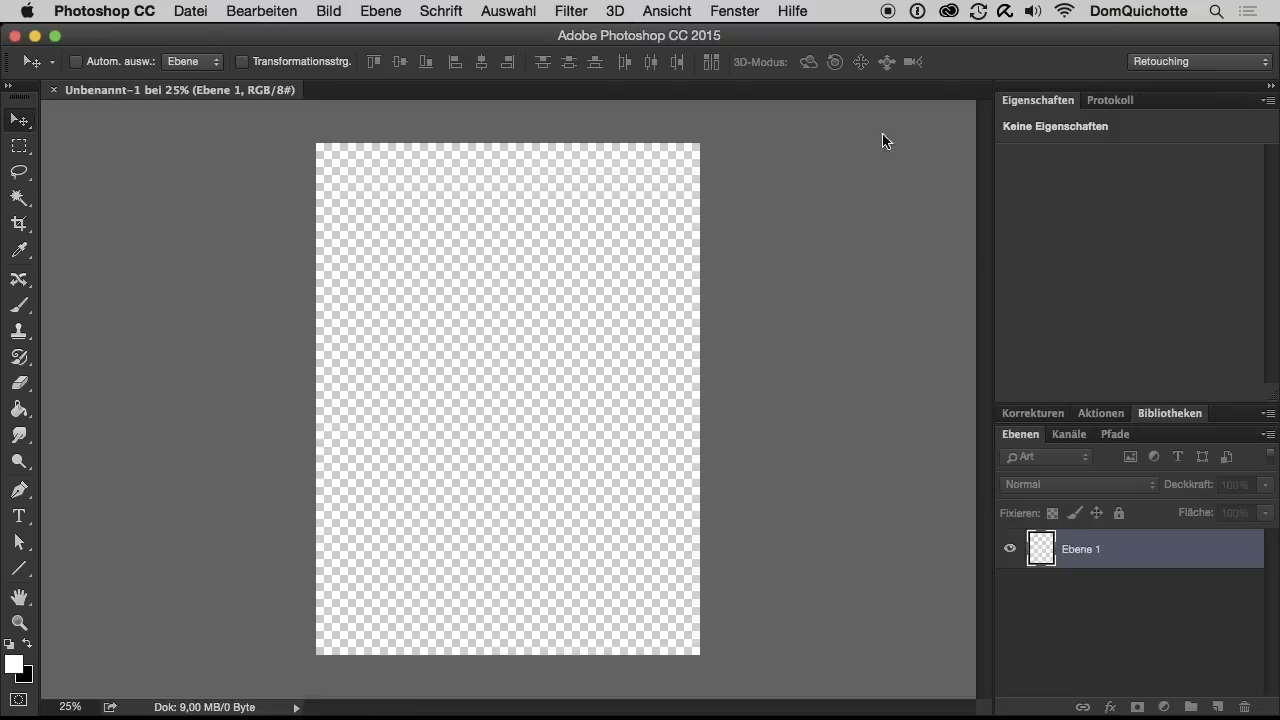 Photoshop CC Datei Bearbeiten Bild Ebene Schrift Auswahl Filter 3D Ansicht Fenster Hilfe DomQuichotte
Adobe Photoshop CC 2015
Autom. ausw.: Ebene Transformationsstrg. 3D-Modus: Retouching
× Unbenannt-1 bei 25% (Ebene 1, RGB/8#)
Eigenschaften Protokoll
Keine Eigenschaften
Korrekturen Aktionen Bibliotheken
Ebenen Kanäle Pfade
Art
Normal Deckkraft: 100%
Fixieren: Fläche: 100%
Ebene 1
25% Dok: 9,00 MB/0 Byte